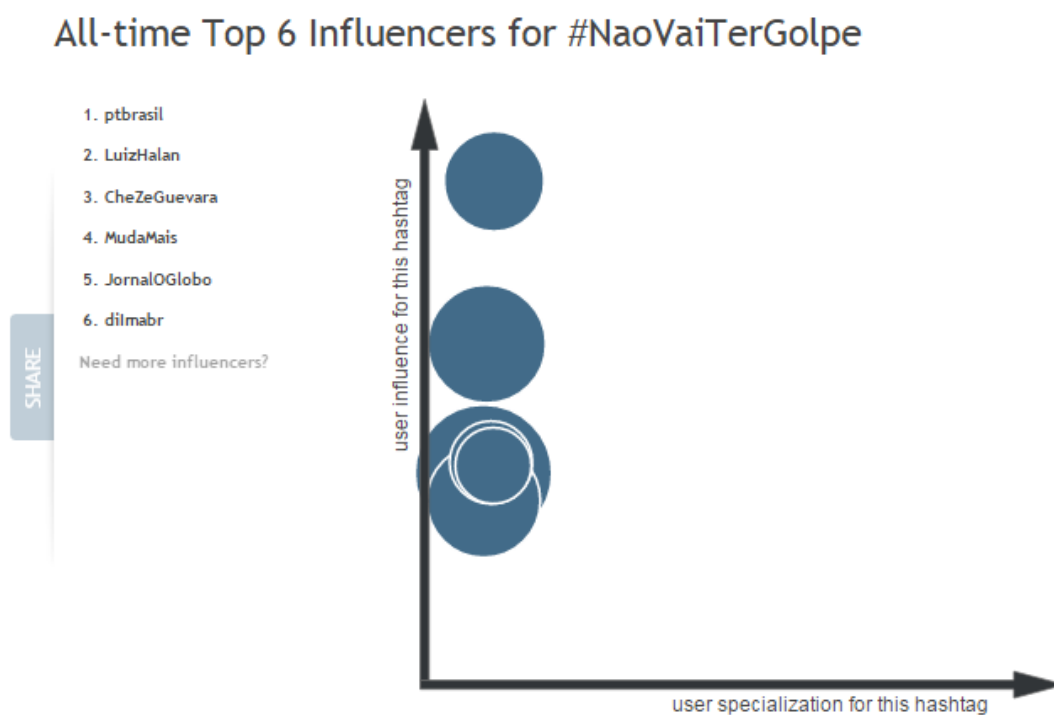 All-time Top 6 Influencers for #NaoVaiTerGolpe
1. ptbrasil
2. LuizHalan
3. CheZeGuevara
4. MudaMais
5. JornalOGlobo
6. dilmabr
Need more influencers?
SHARE
user influence for this hashtag
user specialization for this hashtag